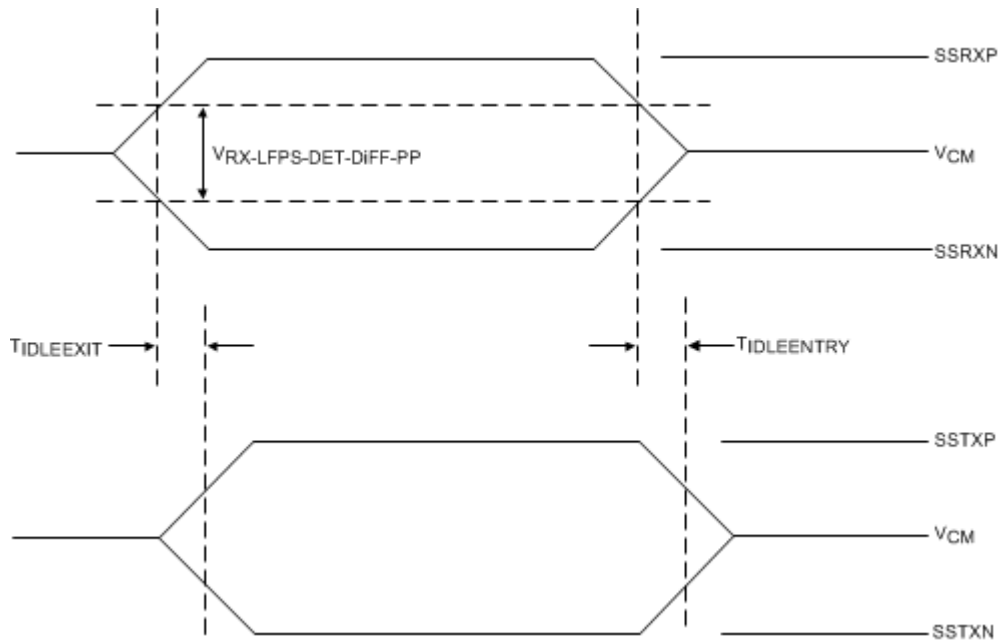 SSRXP
VRX-LFPS-DET-DiFF-PP
VCM
SSRXN
TIDLEEXIT
TIDLEENTRY
SSTXP
VCM
SSTXN